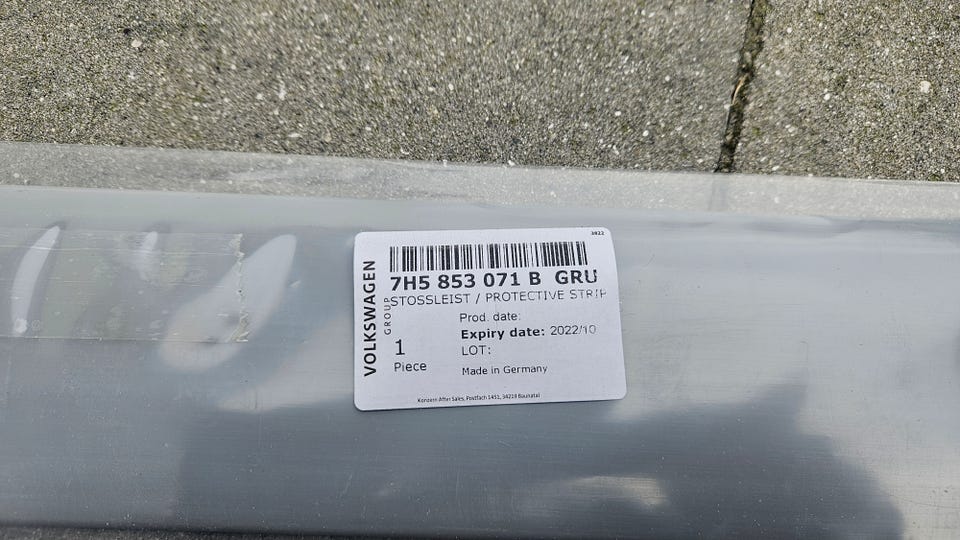 3822
7H5 853 071 B GRU
STOSSLEIST / PROTECTIVE STRIP
VOLKSWAGEN
GROUP
Prod. date:
Expiry date: 2022/10
1
LOT:
Piece
Made in Germany
Konzern After Sales, Postfach 1451, 34219 Baunatal